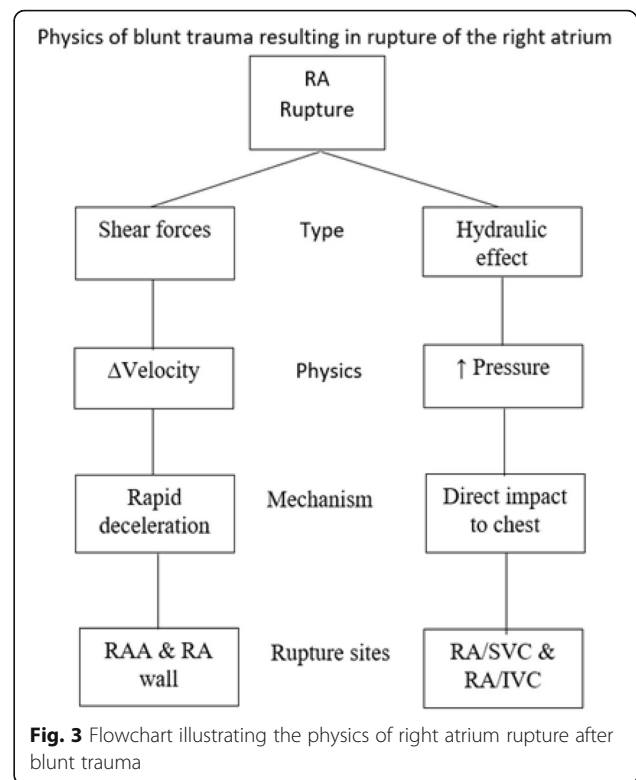 Physics of blunt trauma resulting in rupture of the right atrium
RA
Rupture
Shear forces
Type
Hydraulic
effect
ΔVelocity
Physics
↑ Pressure
Rapid
deceleration
Mechanism
Direct impact
to chest
RAA & RA
wall
Rupture sites
RA/SVC &
RA/IVC
Fig. 3 Flowchart illustrating the physics of right atrium rupture after
blunt trauma